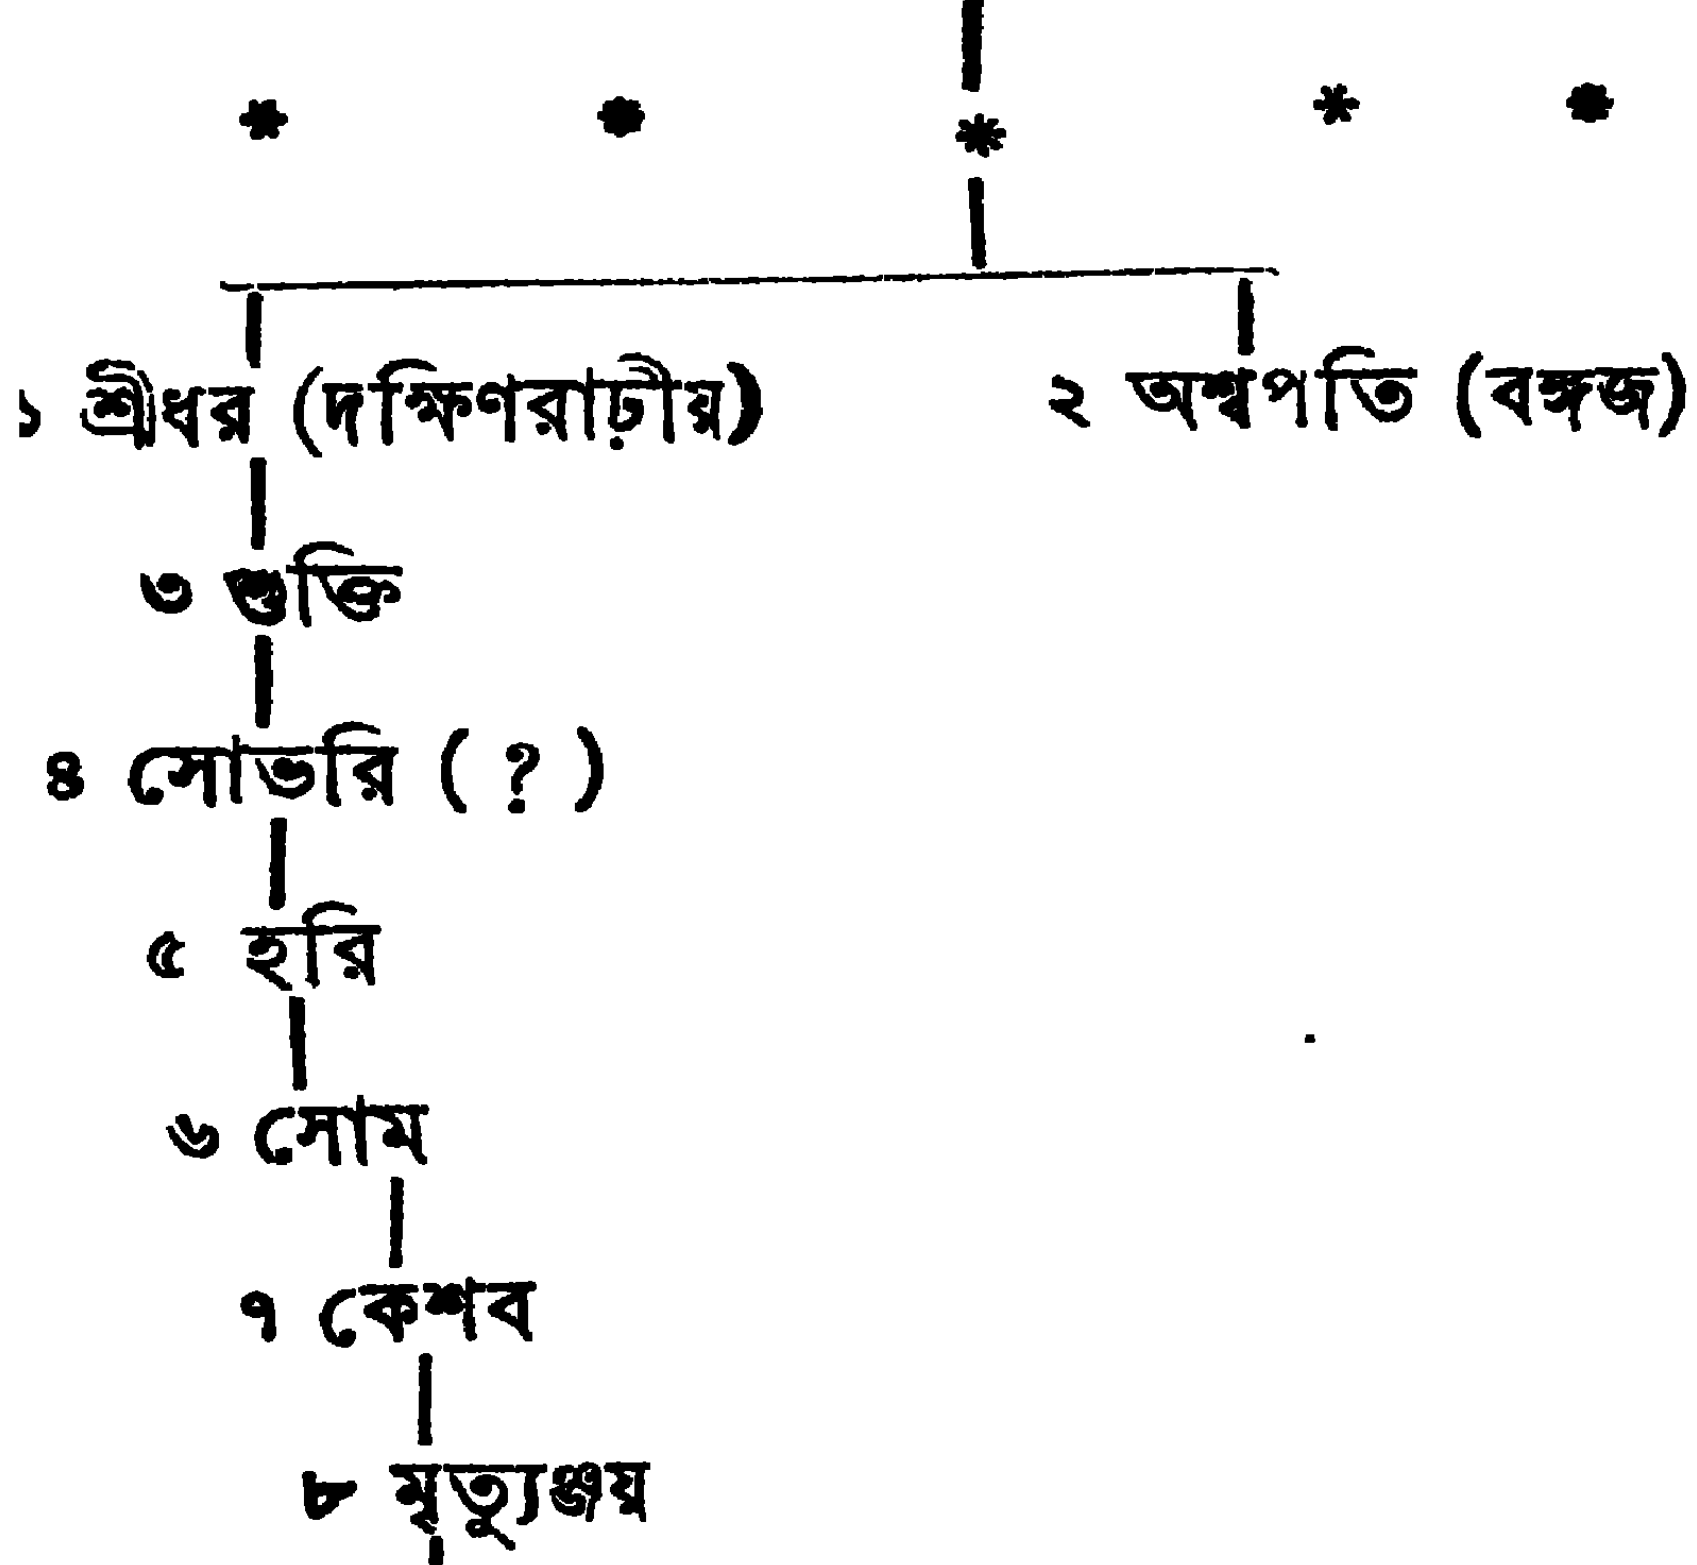 * * * * *
১ শ্রীধর (দক্ষিণরাঢ়ীয়) ২ অশ্বপতি (বঙ্গজ)
৩ শুক্তি
৪ সোভরি ( ? )
৫ হরি
৬ সোম
৭ কেশব
৮ মৃত্যুঞ্জয়